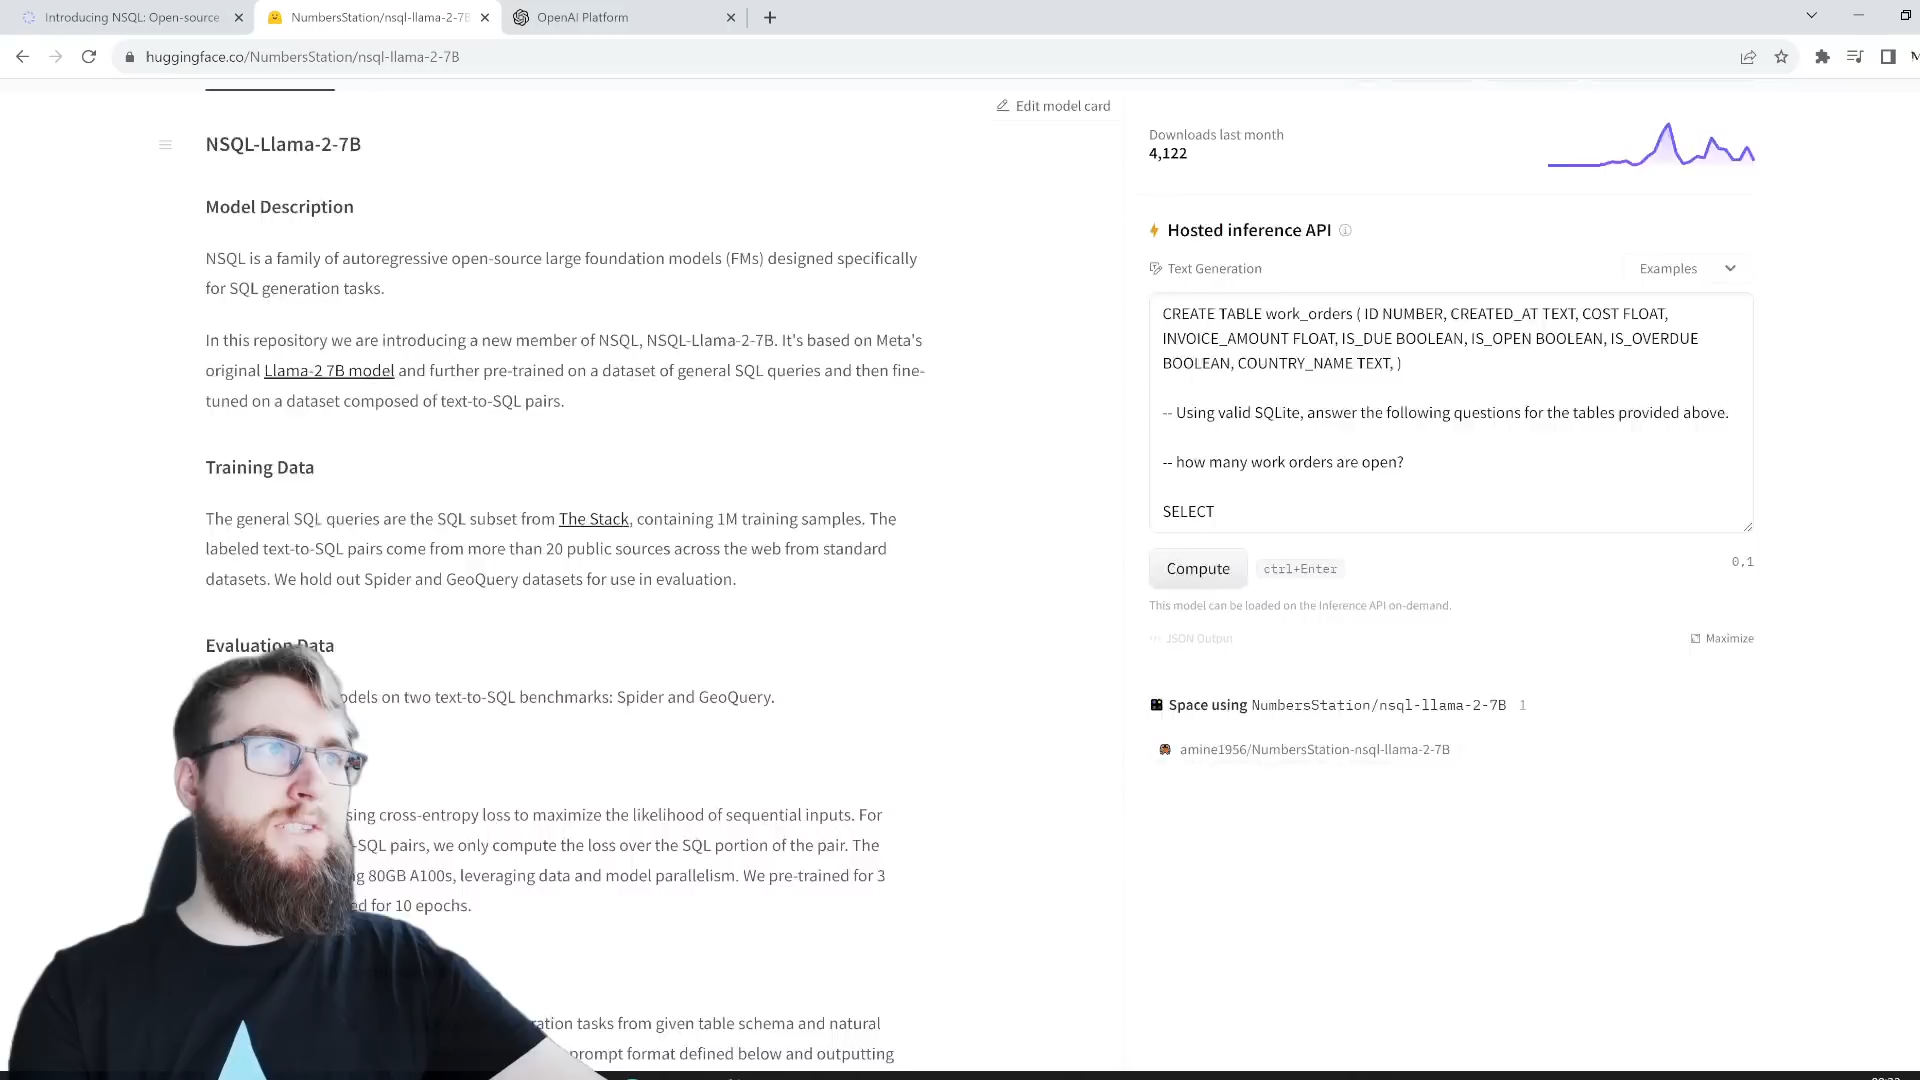 Introducing NSQL: Open-source
NumbersStation/nsql-llama-2-7B
OpenAI Platform
huggingface.co/NumbersStation/nsql-llama-2-7B
Edit model card
NSQL-Llama-2-7B
Model Description
NSQL is a family of autoregressive open-source large foundation models (FMs) designed specifically
for SQL generation tasks.
In this repository we are introducing a new member of NSQL, NSQL-Llama-2-7B. It's based on Meta's
original Llama-2 7B model and further pre-trained on a dataset of general SQL queries and then fine-
tuned on a dataset composed of text-to-SQL pairs.
Training Data
The general SQL queries are the SQL subset from The Stack, containing 1M training samples. The
labeled text-to-SQL pairs come from more than 20 public sources across the web from standard
datasets. We hold out Spider and GeoQuery datasets for use in evaluation.
Evaluation Data
on two text-to-SQL benchmarks: Spider and GeoQuery.
cross-entropy loss to maximize the likelihood of sequential inputs. For
-SQL pairs, we only compute the loss over the SQL portion of the pair. The
80GB A100s, leveraging data and model parallelism. We pre-trained for 3
for 10 epochs.
tasks from given table schema and natural
prompt format defined below and outputting
Downloads last month
4,122
Hosted inference API
Text Generation
Examples
CREATE TABLE work_orders ( ID NUMBER, CREATED_AT TEXT, COST FLOAT,
INVOICE_AMOUNT FLOAT, IS_DUE BOOLEAN, IS_OPEN BOOLEAN, IS_OVERDUE
BOOLEAN, COUNTRY_NAME TEXT, )
-- Using valid SQLite, answer the following questions for the tables provided above.
-- how many work orders are open?
SELECT
Compute
ctrl+Enter
0,1
This model can be loaded on the Inference API on-demand.
JSON Output
Maximize
Space using NumbersStation/nsql-llama-2-7B 1
amine1956/NumbersStation-nsql-llama-2-7B